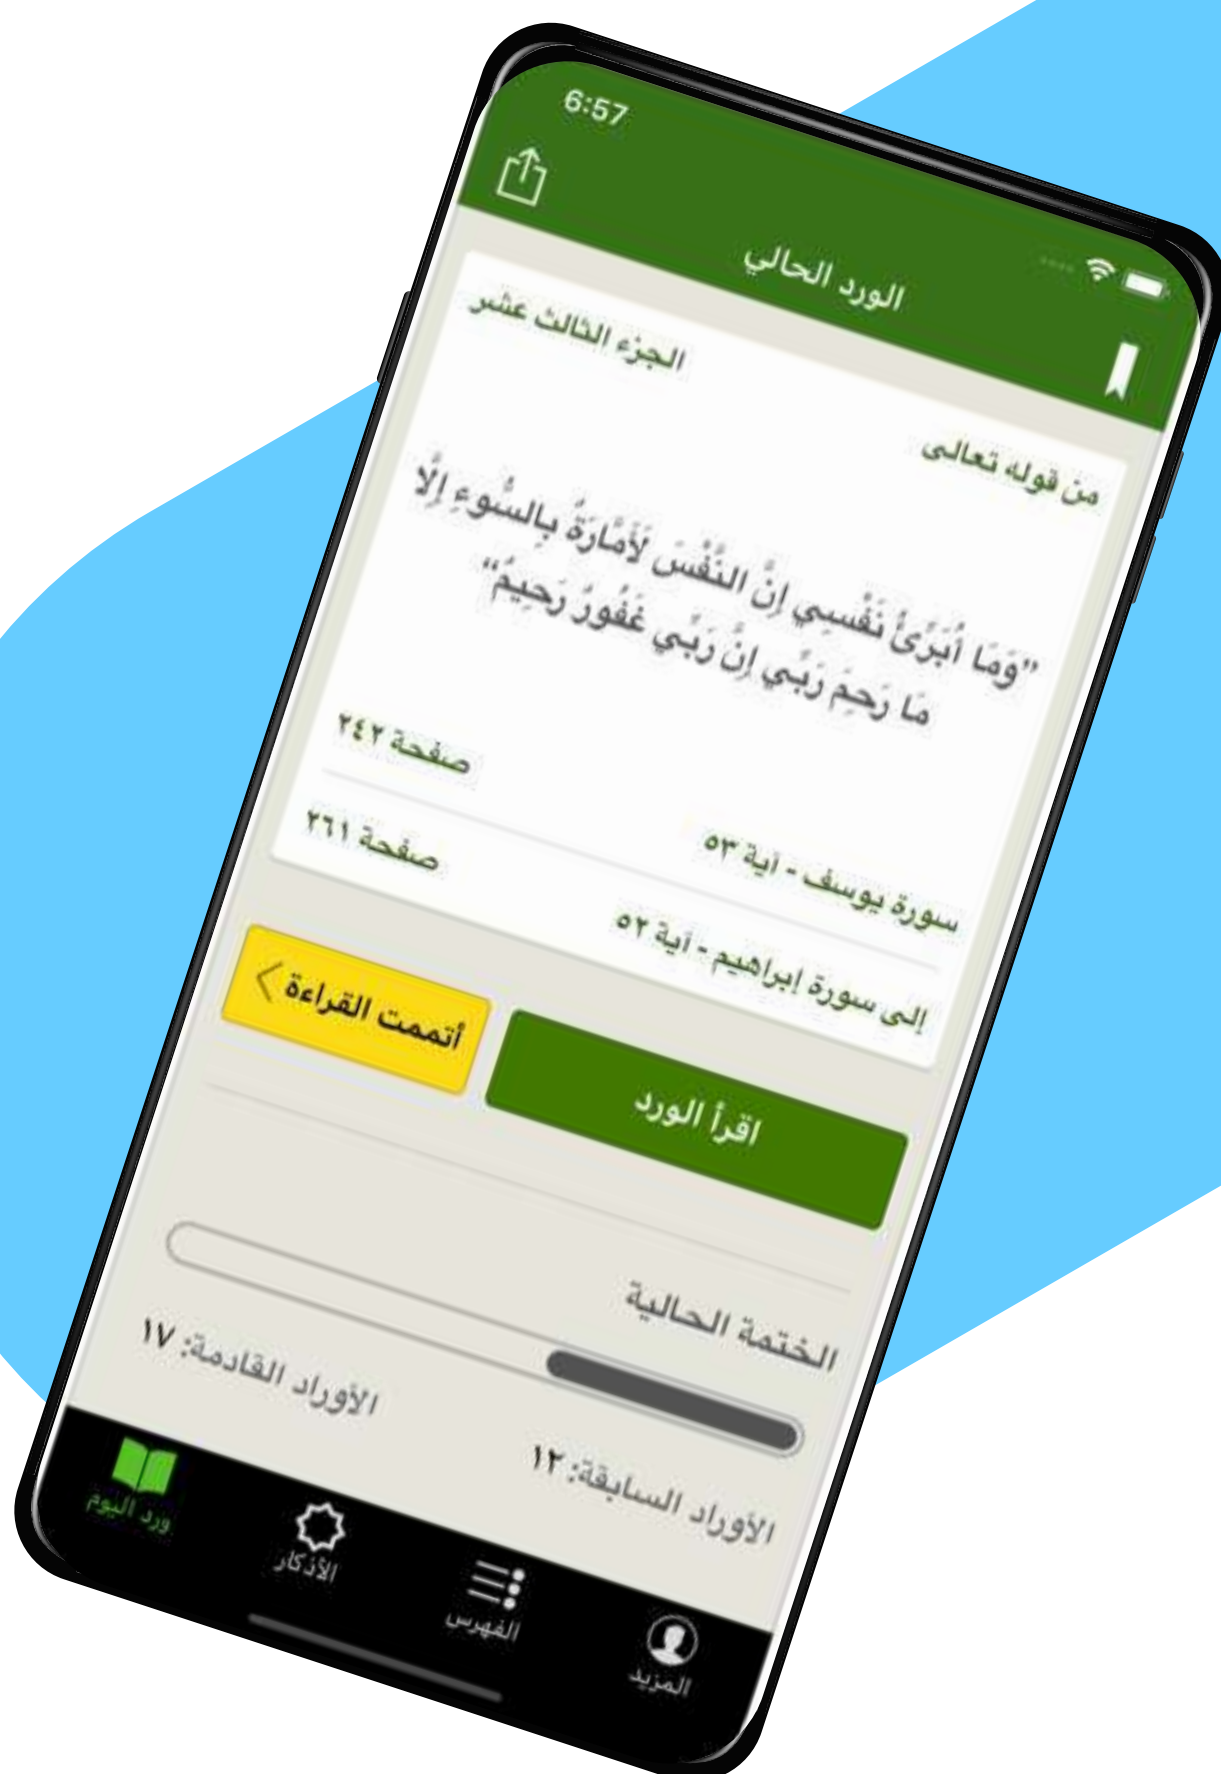 6:57
الورد الحالي
من قوله تعالى
الجزء الثالث عشر
”وَمَا أُبَرِّئُ نَفْسِي إِنَّ النَّفْسَ لَأَمَّارَةٌ بِالسُّوءِ إِلَّا
مَا رَحِمَ رَبِّي إِنَّ رَبِّي غَفُورٌ رَحِيمٌ“
سورة يوسف - آية ٥٣
صفحة ٢٤٢
إلى سورة إبراهيم - آية ٥٢
صفحة ٢٦١
اقرأ الورد
أتممت القراءة
الختمة الحالية
الأوراد السابقة: ١٢
الأوراد القادمة: ١٧
المزيد
الفهرس
الأذكار
ورد اليوم